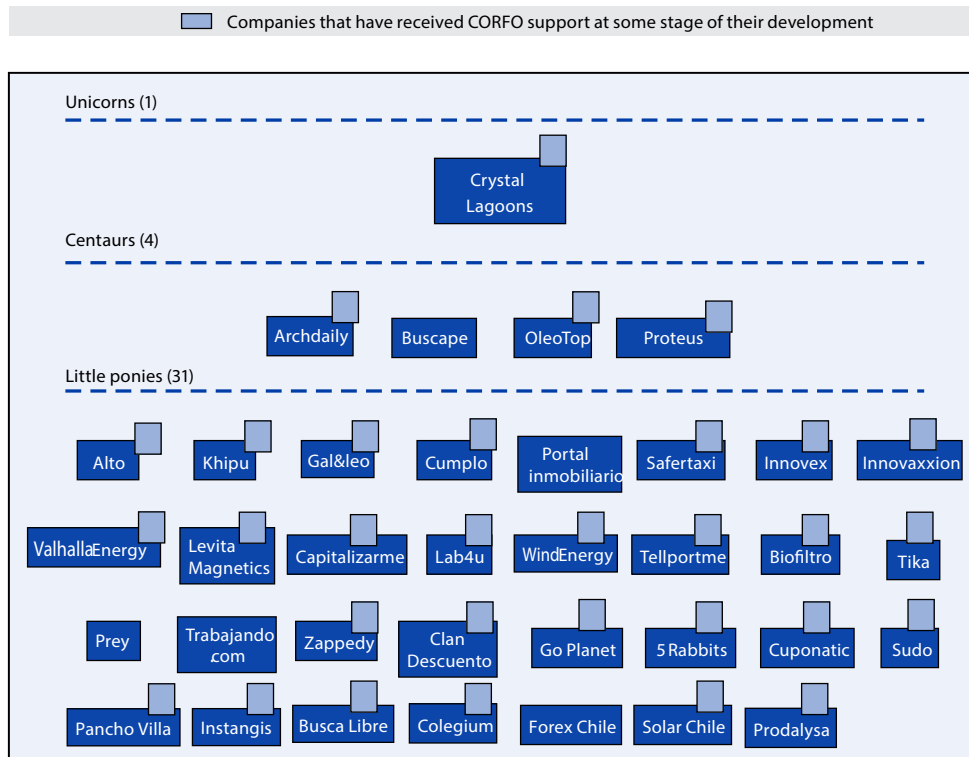 Companies that have received CORFO support at some stage of their development
Unicorns (1)
Crystal
Lagoons
Centaurs (4)
Archdaily
Buscape
OleoTop
Proteus
Little ponies (31)
Alto
Khipu
Gal&leo
Cumplo
Portal
inmobiliario
Safertaxi
Innovex
Innovaxxion
ValhallaEnergy
Levita
Magnetics
Capitalizarme
Lab4u
WindEnergy
Tellportme
Biofiltro
Tika
Prey
Trabajando
.com
Zappedy
Clan
Descuento
Go Planet
5 Rabbits
Cuponatic
Sudo
Pancho Villa
Instangis
Busca Libre
Colegium
Forex Chile
Solar Chile
Prodalysa